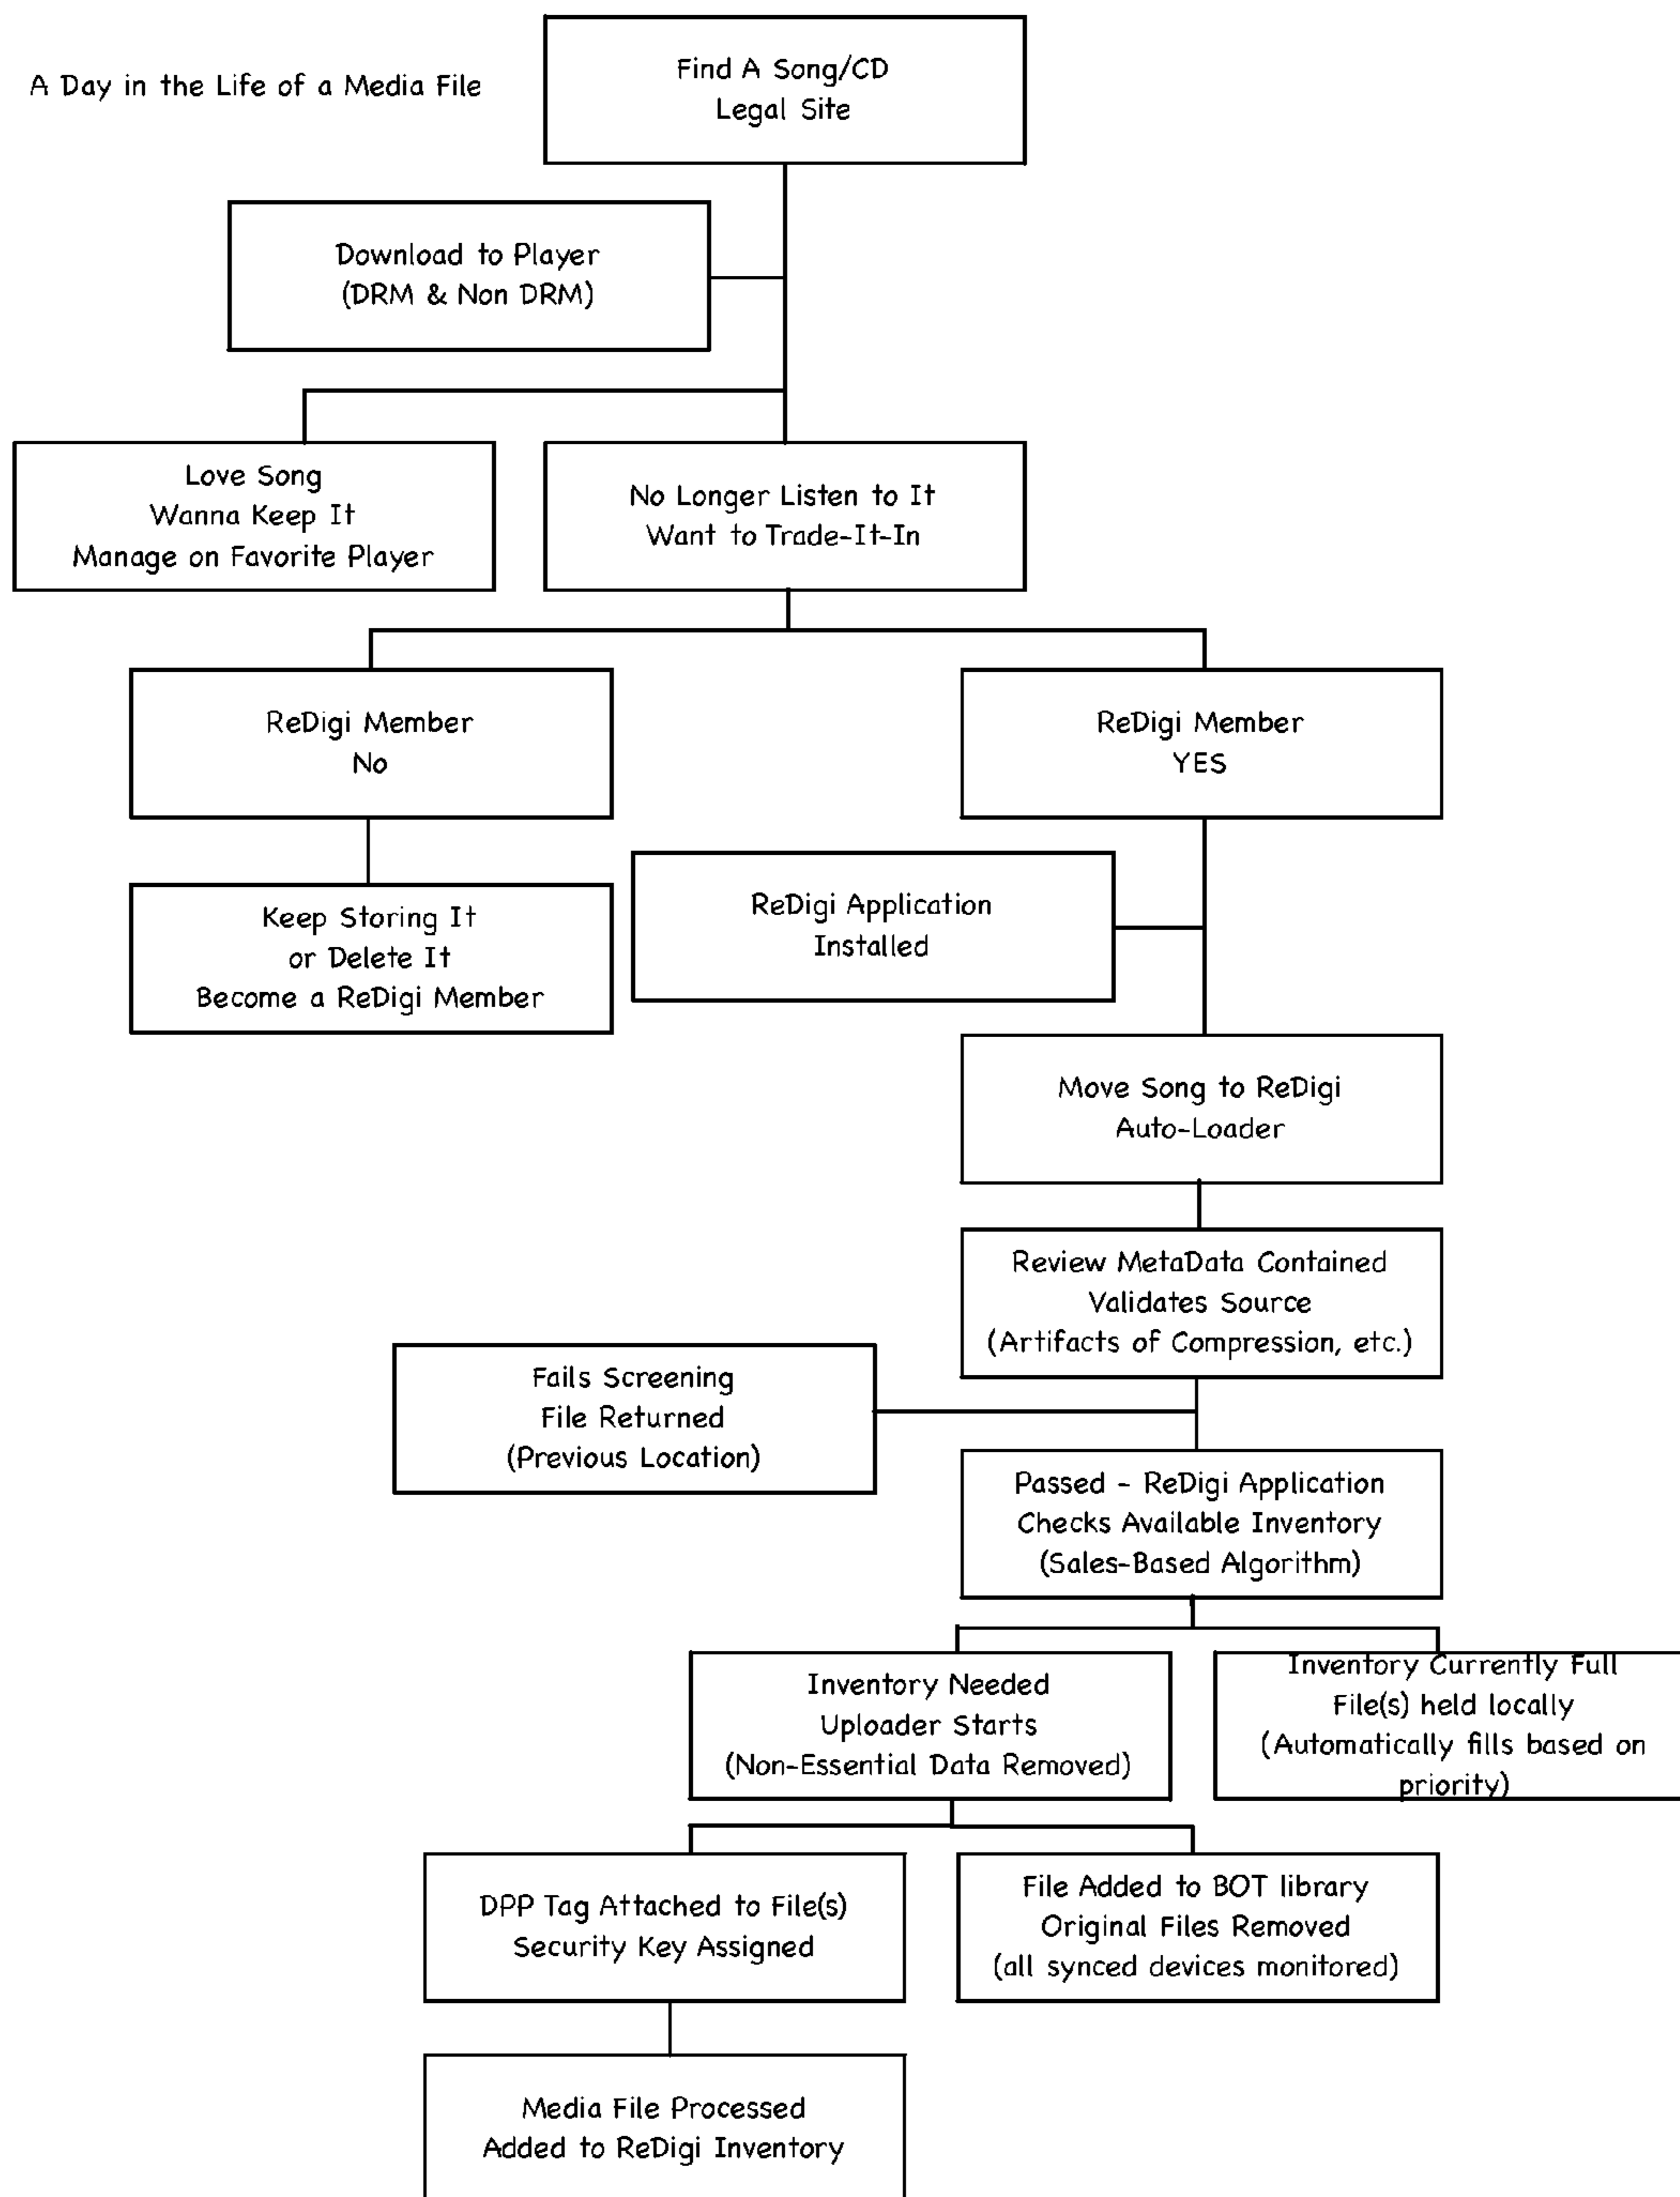 A Day in the Life of a Media File
Find A Song/CD
Legal Site
Download to Player
(DRM & Non DRM)
Love Song
Wanna Keep It
Manage on Favorite Player
No Longer Listen to It
Want to Trade-It-In
ReDigi Member
No
ReDigi Member
YES
Keep Storing It
or Delete It
Become a ReDigi Member
ReDigi Application
Installed
Move Song to ReDigi
Auto-Loader
Review MetaData Contained
Validates Source
(Artifacts of Compression, etc.)
Fails Screening
File Returned
(Previous Location)
Passed - ReDigi Application
Checks Available Inventory
(Sales-Based Algorithm)
Inventory Needed
Uploader Starts
(Non-Essential Data Removed)
Inventory Currently Full
File(s) held locally
(Automatically fills based on
priority)
DPP Tag Attached to File(s)
Security Key Assigned
File Added to BOT library
Original Files Removed
(all synced devices monitored)
Media File Processed
Added to ReDigi Inventory